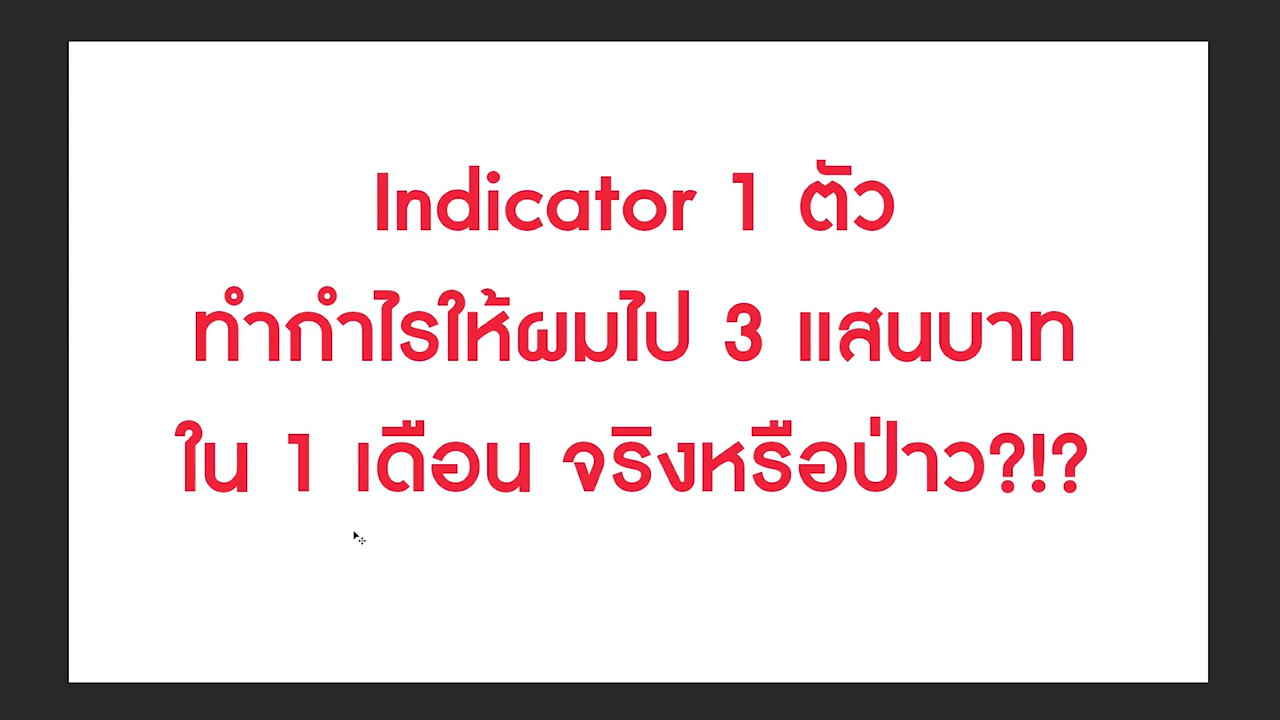 Indicator 1 ตัว
ทำกำไรให้ผมไป 3 แสนบาท
ใน 1 เดือน จริงหรือป่าว?!?